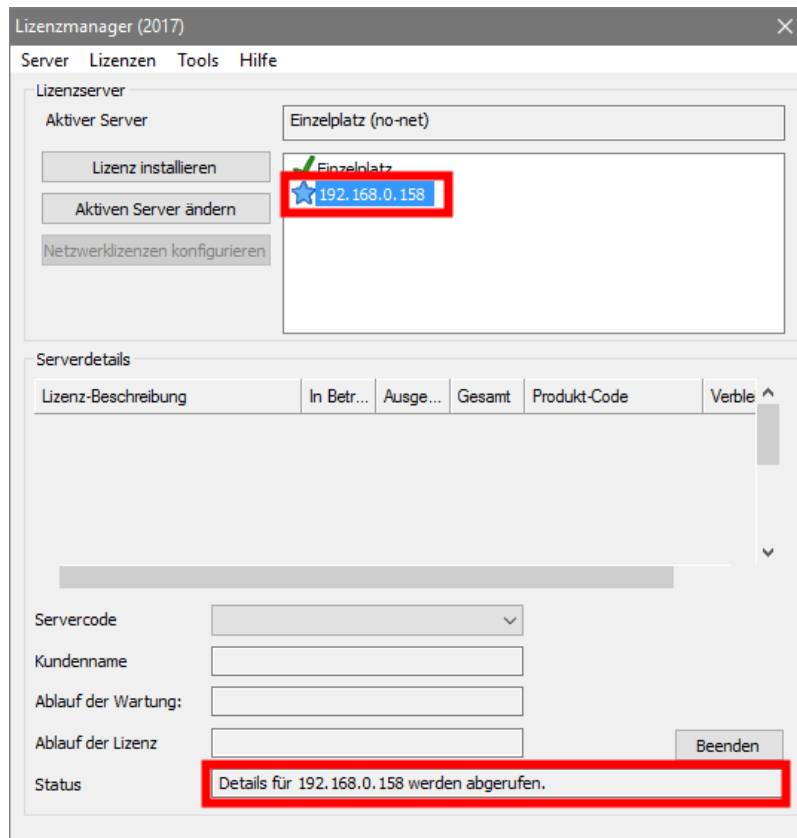 Lizenzmanager (2017)
Server Lizenzen Tools Hilfe
Lizenzserver
Aktiver Server
Einzelplatz (no-net)
Lizenz installieren
Aktiven Server ändern
Netzwerklizenzen konfigurieren
Einzelplatz
192.168.0.158
Serverdetails
Lizenz-Beschreibung In Betr... Ausge... Gesamt Produkt-Code Verble
Servercode
Kundenname
Ablauf der Wartung:
Ablauf der Lizenz
Beenden
Status
Details für 192.168.0.158 werden abgerufen.